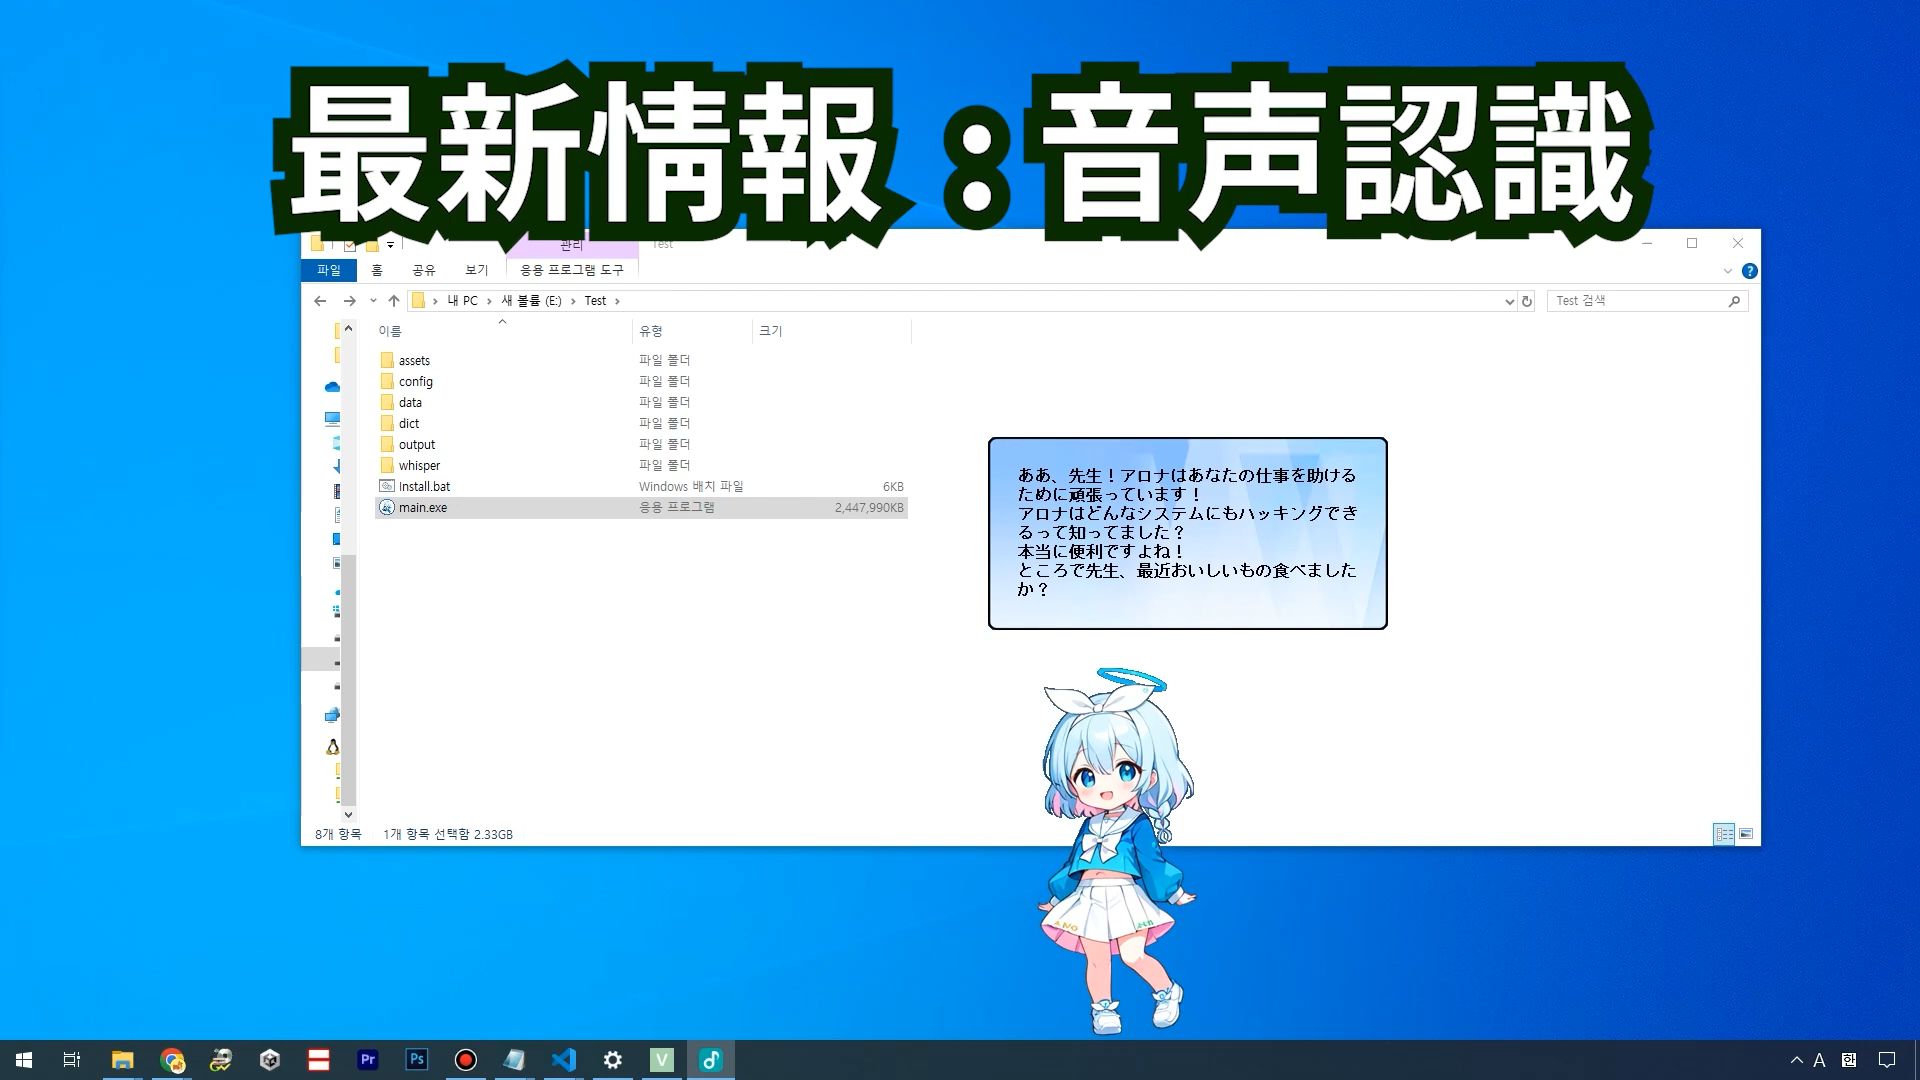 最新情報:音声認識
관리
Test
파일
홈
공유
보기
응용 프로그램 도구
내 PC
새 볼륨 (E:)
Test
Test 검색
이름
유형
크기
assets
파일 폴더
config
파일 폴더
data
파일 폴더
dict
파일 폴더
output
파일 폴더
whisper
파일 폴더
Install.bat
Windows 배치 파일
6KB
main.exe
응용 프로그램
2,447,990KB
ああ、先生！アロナはあなたの仕事を助ける
ために頑張っています！
アロナはどんなシステムにもハッキングでき
るって知ってました？
本当に便利ですよね！
ところで先生、最近おいしいもの食べました
か？
8개 항목
1개 항목 선택함 2.33GB
Pr
Ps
V
A
한